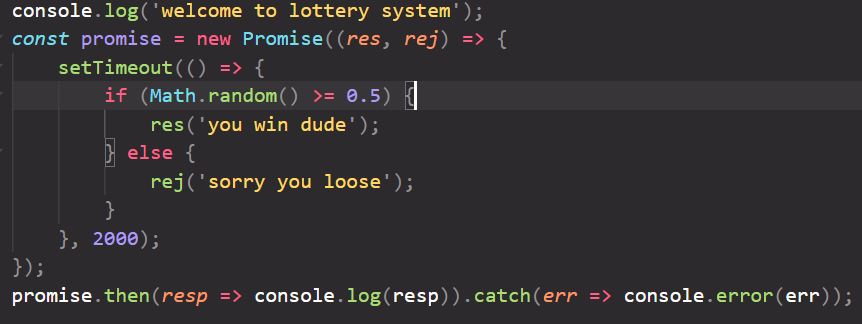 console.log('welcome to lottery system');
const promise = new Promise((res, rej) => {
    setTimeout(() => {
        if (Math.random() >= 0.5) {
            res('you win dude');
        } else {
            rej('sorry you loose');
        }
    }, 2000);
});
promise.then(resp => console.log(resp)).catch(err => console.error(err));